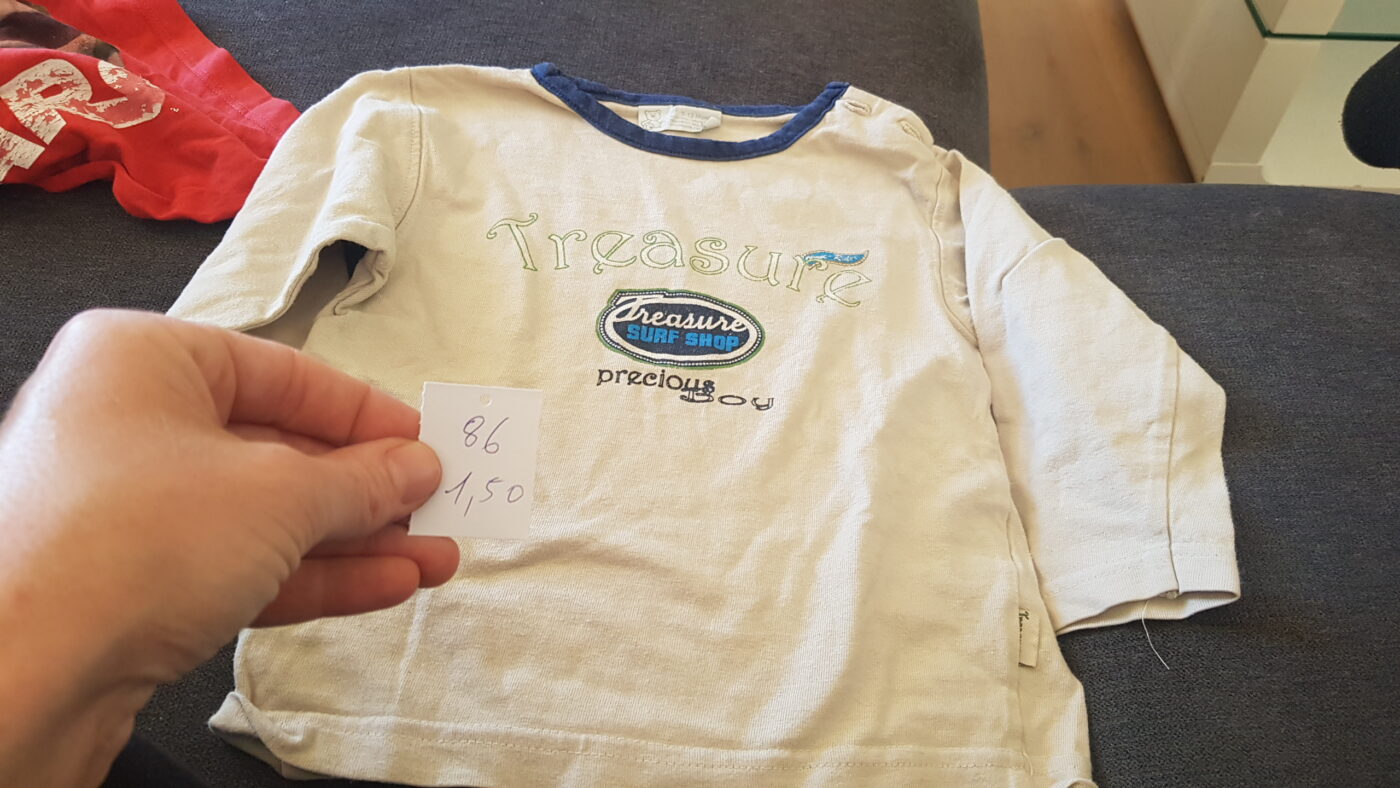 R
Treasure
Treasure
SURF SHOP
precious
Boy
86
1,50